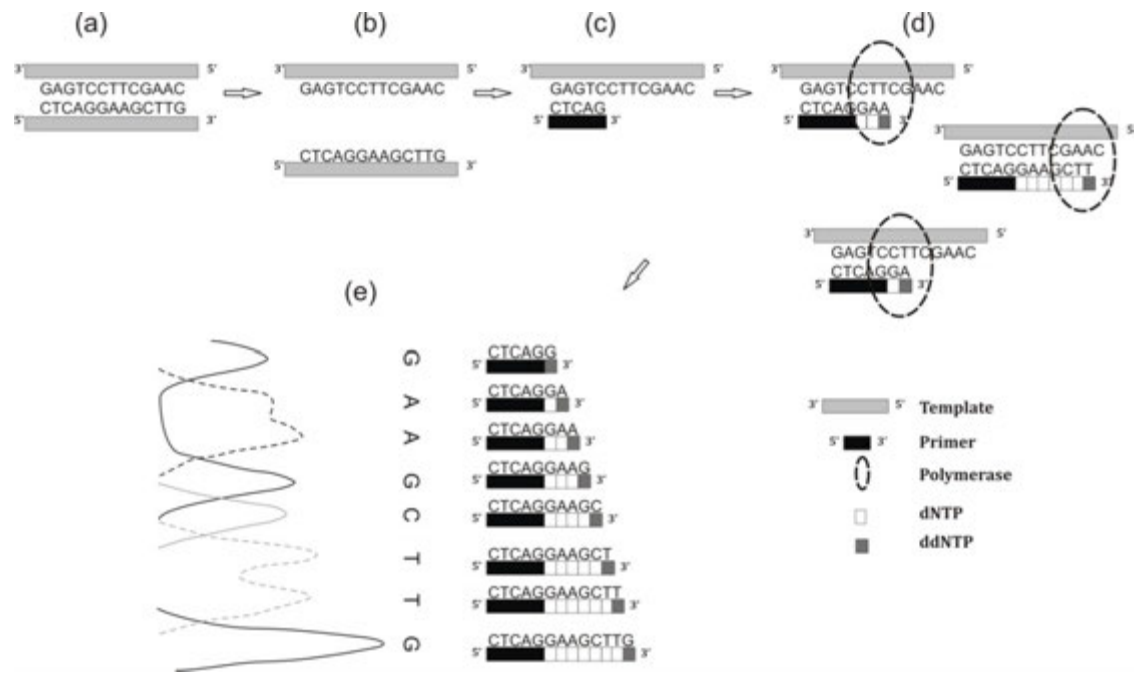 (a) (b) (c) (d)
3' 5'
GAGTCCTTCGAAC
CTCAGGAAGCTTG
5' 3'
3' 5'
GAGTCCTTCGAAC
CTCAGGAAGCTTG
5' 3'
3' 5'
GAGTCCTTCGAAC
CTCAG
5' 3'
3' 5'
GAGTCCTTCGAAC
CTCAGGAA
5' 3'
3' 5'
GAGTCCTTCGAAC
CTCAGGAAGCTT
5' 3'
3' 5'
GAGTCCTTCGAAC
CTCAGGA
5' 3'
(e)
G
A
A
G
C
T
T
G
CTCAGG
5' 3'
CTCAGGA
5' 3'
CTCAGGAA
5' 3'
CTCAGGAAG
5' 3'
CTCAGGAAGC
5' 3'
CTCAGGAAGCT
5' 3'
CTCAGGAAGCTT
5' 3'
CTCAGGAAGCTTG
5' 3'
3' 5' Template
5' 3' Primer
Polymerase
dNTP
ddNTP